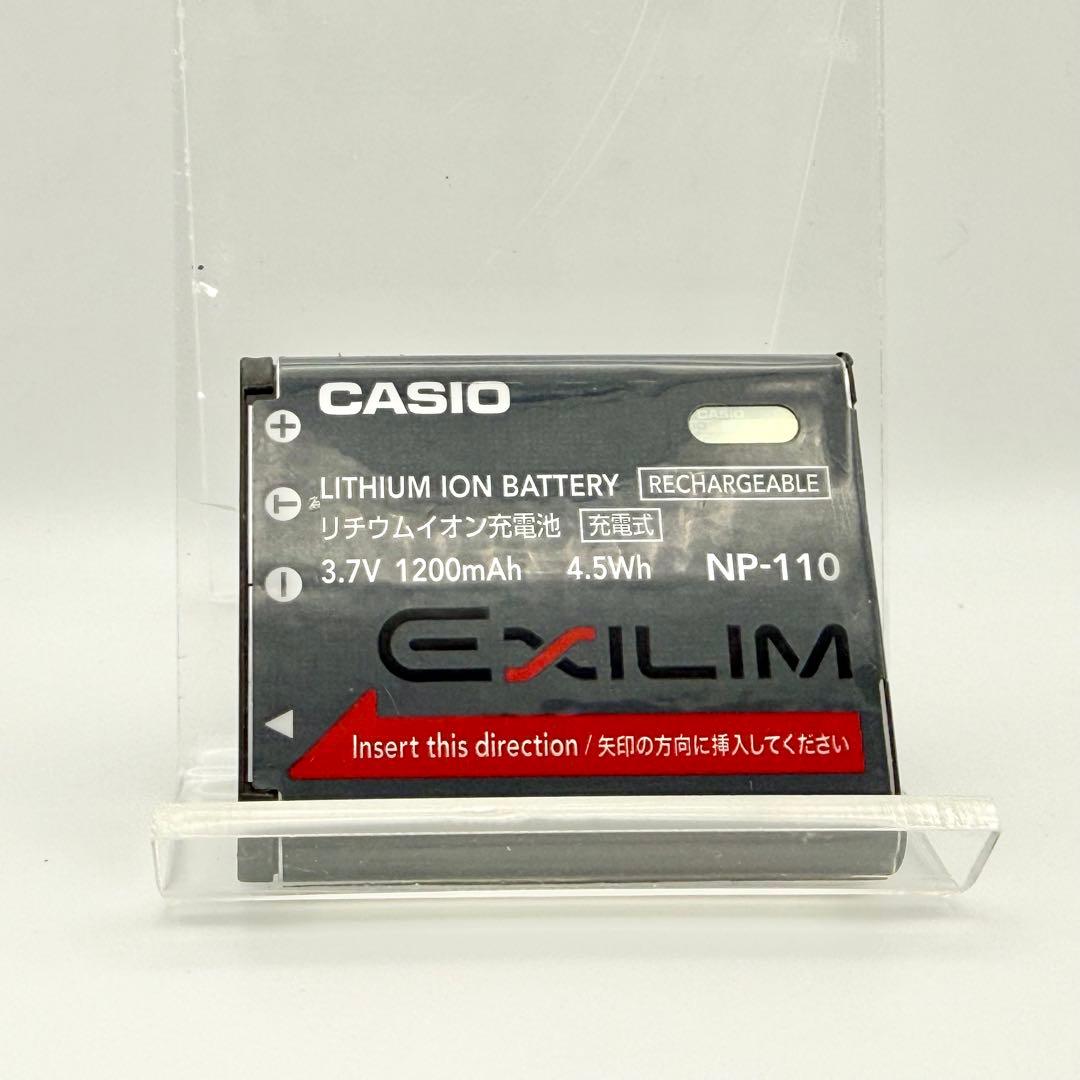 CASIO
CASIO
+
T
LITHIUM ION BATTERY RECHARGEABLE
リチウムイオン充電池 充電式
3.7V 1200mAh 4.5Wh NP-110
−
EXILIM
Insert this direction / 矢印の方向に挿入してください